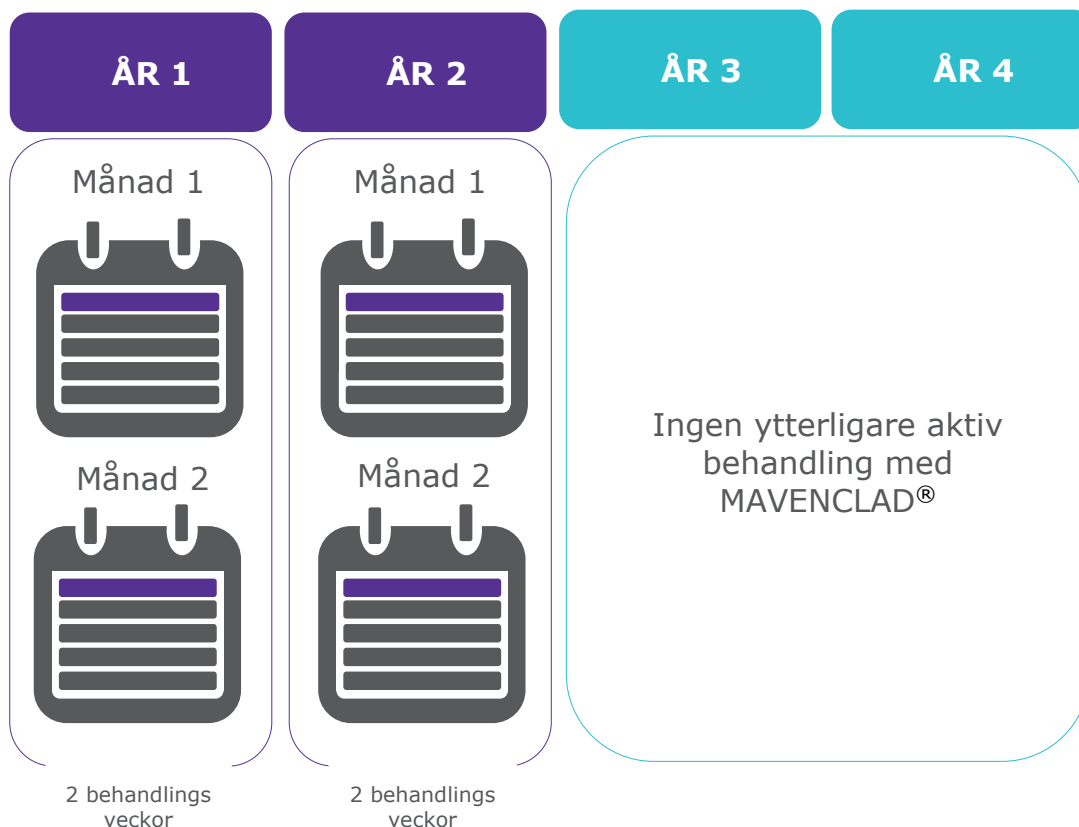 ÅR 1
ÅR 2
ÅR 3
ÅR 4
Månad 1
Månad 2
2 behandlings
veckor
Månad 1
Månad 2
2 behandlings
veckor
Ingen ytterligare aktiv
behandling med
MAVENCLAD®